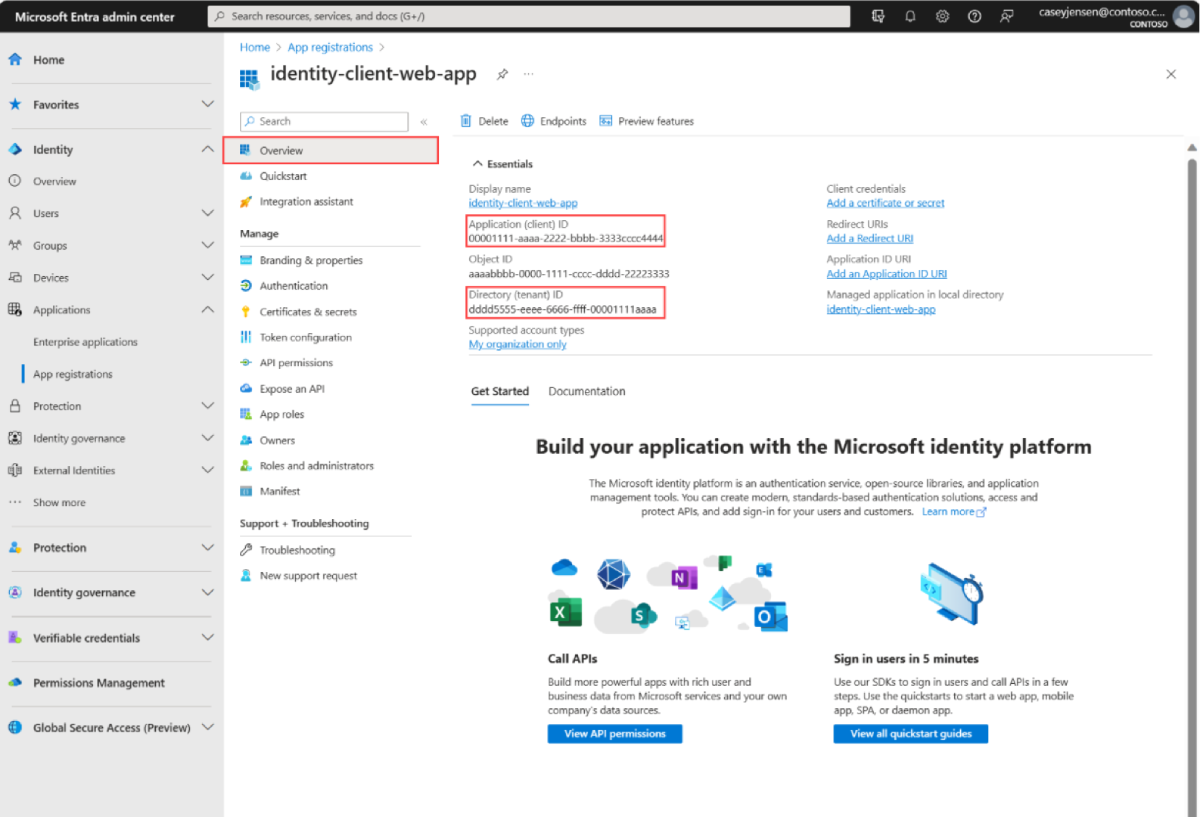 Microsoft Entra admin center
Search resources, services, and docs (G+/)
caseyjensen@contoso.c...
CONTOSO
Home
Favorites
Identity
Overview
Users
Groups
Devices
Applications
Enterprise applications
App registrations
Protection
Identity governance
External Identities
Show more
Protection
Identity governance
Verifiable credentials
Permissions Management
Global Secure Access (Preview)
Home > App registrations >
identity-client-web-app
Search
Overview
Quickstart
Integration assistant
Manage
Branding & properties
Authentication
Certificates & secrets
Token configuration
API permissions
Expose an API
App roles
Owners
Roles and administrators
Manifest
Support + Troubleshooting
Troubleshooting
New support request
Delete Endpoints Preview features
Essentials
Display name
identity-client-web-app
Application (client) ID
00001111-aaaa-2222-bbbb-3333cccc4444
Object ID
aaaabbbb-0000-1111-cccc-dddd-22223333
Directory (tenant) ID
dddd5555-eeee-6666-ffff-00001111aaaa
Supported account types
My organization only
Client credentials
Add a certificate or secret
Redirect URIs
Add a Redirect URI
Application ID URI
Add an Application ID URI
Managed application in local directory
identity-client-web-app
Get Started Documentation
Build your application with the Microsoft identity platform
The Microsoft identity platform is an authentication service, open-source libraries, and application
management tools. You can create modern, standards-based authentication solutions, access and
protect APIs, and add sign-in for your users and customers. Learn more
Call APIs
Build more powerful apps with rich user and
business data from Microsoft services and your own
company's data sources.
View API permissions
Sign in users in 5 minutes
Use our SDKs to sign in users and call APIs in a few
steps. Use the quickstarts to start a web app, mobile
app, SPA, or daemon app.
View all quickstart guides